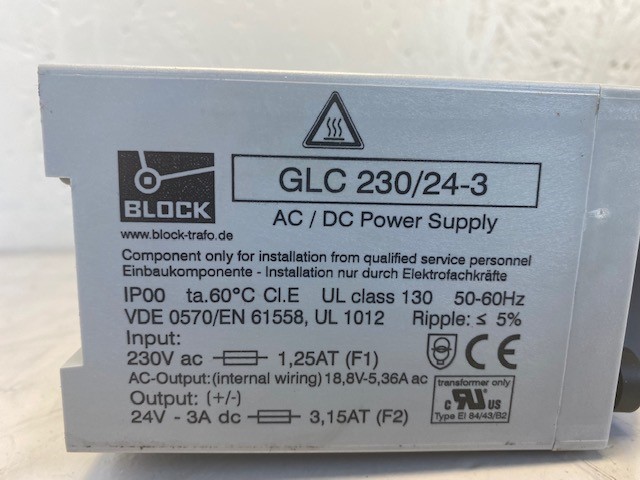 BLOCK
GLC 230/24-3
AC / DC Power Supply
www.block-trafo.de
Component only for installation from qualified service personnel
Einbaukomponente - Installation nur durch Elektrofachkräfte
IP00 ta.60°C Cl.E UL class 130 50-60Hz
VDE 0570/EN 61558, UL 1012 Ripple: ≤ 5%
Input:
230V ac 1,25AT (F1)
CE
AC-Output:(internal wiring)18,8V-5,36A ac
Output: (+/-)
24V - 3A dc 3,15AT (F2)
transformer only
c RU us
Type EI 84/43/B2